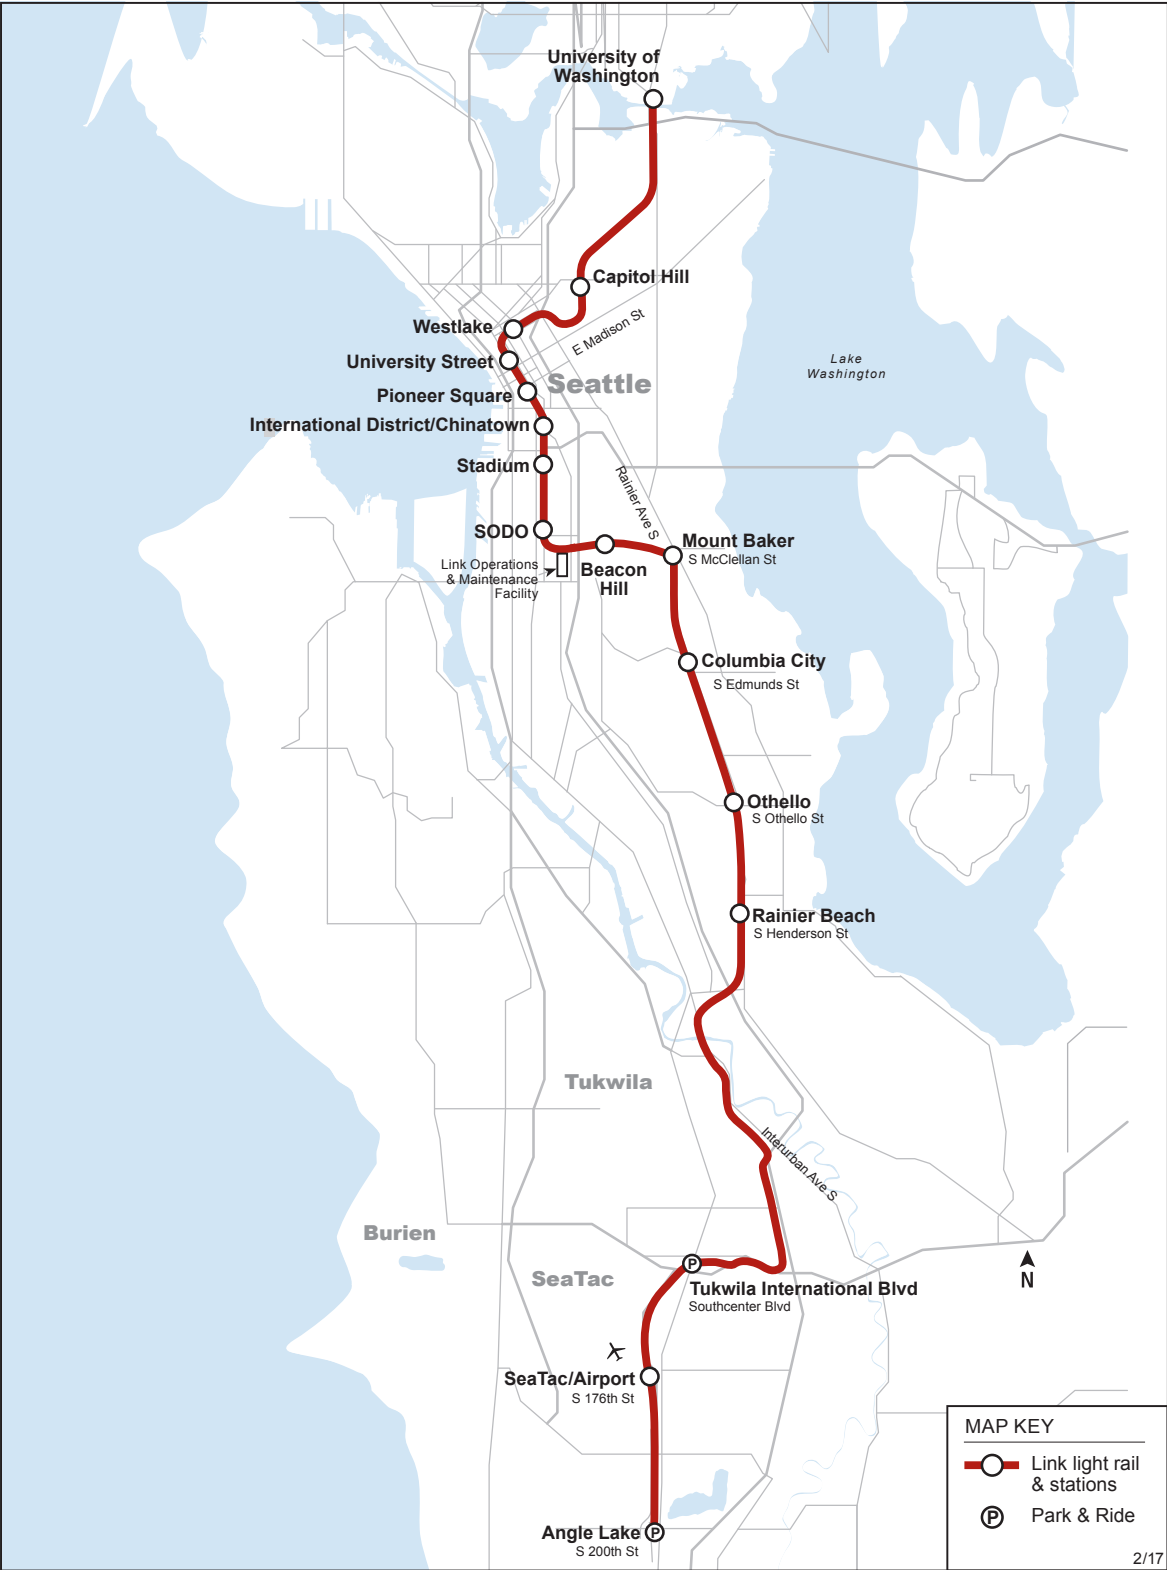 University of
Washington
Capitol Hill
Westlake
E Madison St
University Street
Lake
Washington
Seattle
Pioneer Square
International District/Chinatown
Stadium
Rainier Ave S
SODO
Mount Baker
S McClellan St
Link Operations
& Maintenance
Facility
Beacon
Hill
Columbia City
S Edmunds St
Othello
S Othello St
Rainier Beach
S Henderson St
Tukwila
Interurban Ave S
Burien
SeaTac
N
P
Tukwila International Blvd
Southcenter Blvd
SeaTac/Airport
S 176th St
Angle Lake
P
S 200th St
MAP KEY
Link light rail
& stations
P
Park & Ride
2/17